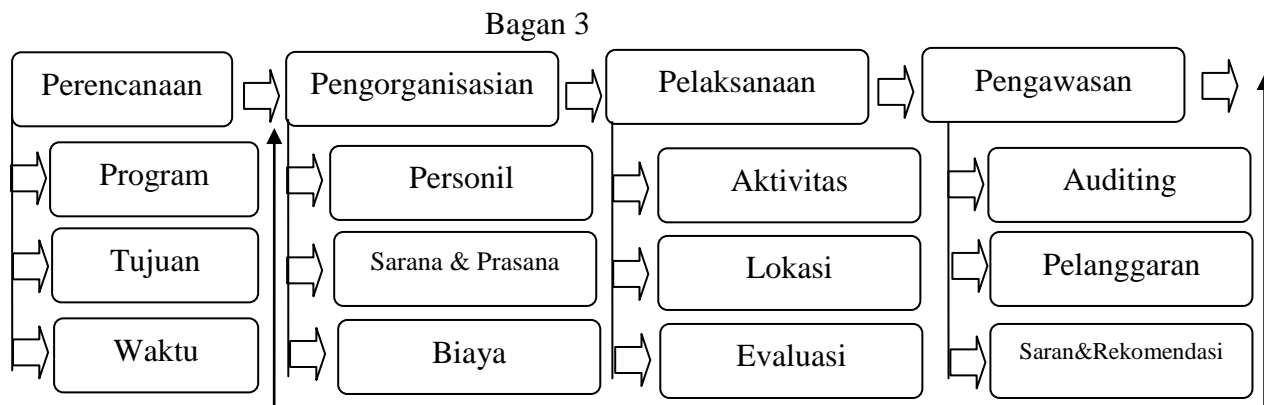 Bagan 3
Perencanaan
Pengorganisasian
Pelaksanaan
Pengawasan
Program
Personil
Aktivitas
Auditing
Tujuan
Sarana & Prasana
Lokasi
Pelanggaran
Waktu
Biaya
Evaluasi
Saran&Rekomendasi